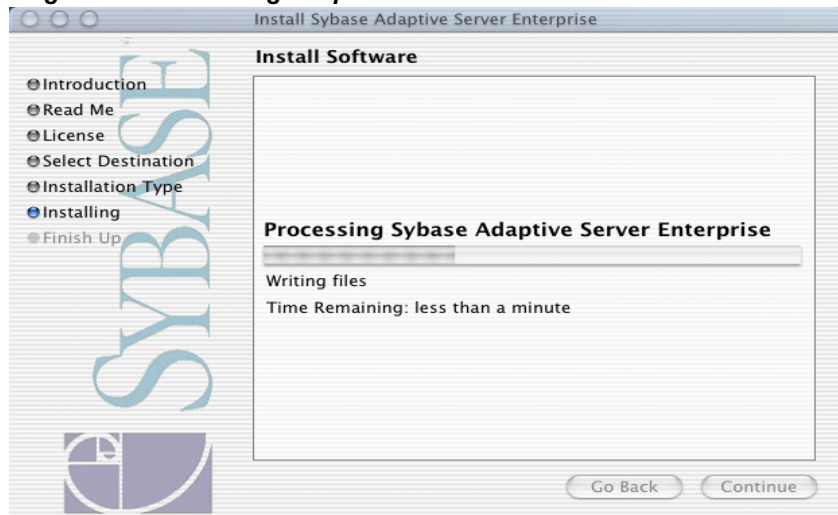 Install Sybase Adaptive Server Enterprise
Install Software
Introduction
Read Me
License
Select Destination
Installation Type
Installing
Finish Up
SYBASE
Processing Sybase Adaptive Server Enterprise
Writing files
Time Remaining: less than a minute
Go Back
Continue